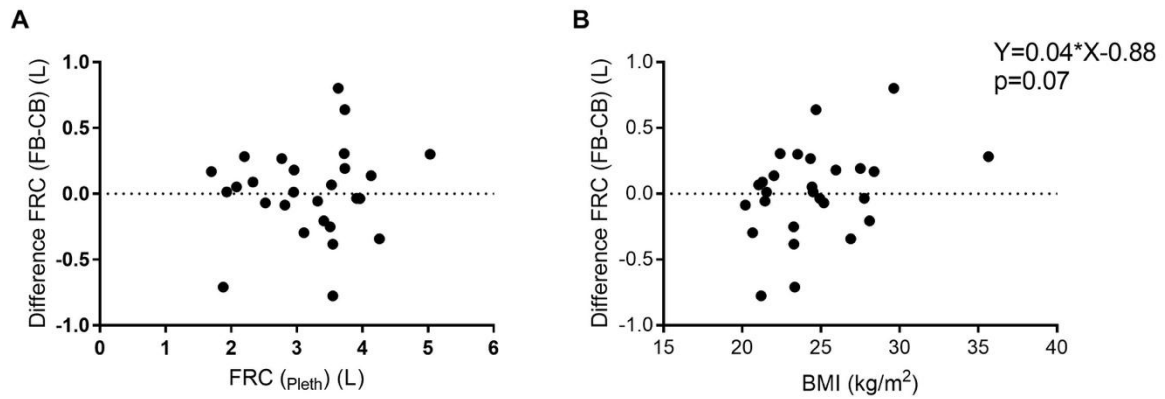 A
Difference FRC (FB-CB) (L)
1.0
0.5
0.0
-0.5
-1.0
0 1 2 3 4 5 6
FRC (Pleth) (L)
B
Y=0.04*X-0.88
p=0.07
Difference FRC (FB-CB) (L)
1.0
0.5
0.0
-0.5
-1.0
15 20 25 30 35 40
BMI (kg/m²)